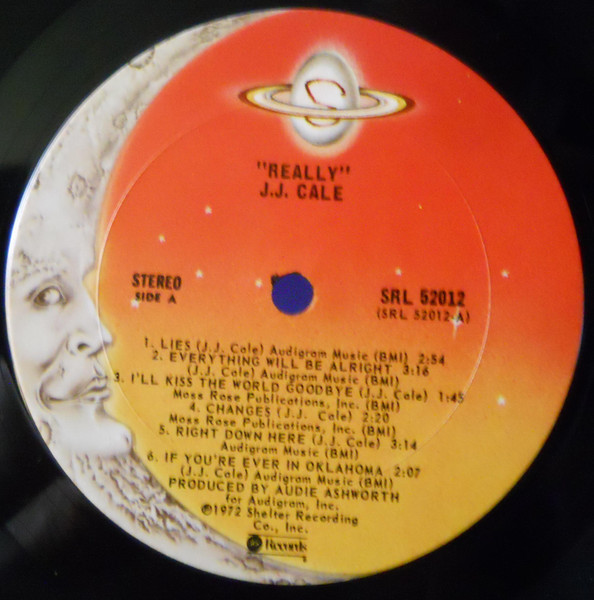 "REALLY"
J.J. CALE
STEREO
SIDE A
SRL 52012
(SRL 52012-A)
1. LIES (J.J. Cale) Audigram Music (BMI) 2:54
2. EVERYTHING WILL BE ALRIGHT 3:16
(J.J. Cale) Audigram Music (BMI)
3. I'LL KISS THE WORLD GOODBYE (J.J. Cale) 1:45
Moss Rose Publications, Inc. (BMI)
4. CHANGES (J.J. Cale) 2:20
Moss Rose Publications, Inc. (BMI)
5. RIGHT DOWN HERE (J.J. Cale) 3:14
Audigram Music (BMI)
6. IF YOU'RE EVER IN OKLAHOMA 2:07
(J.J. Cale) Audigram Music (BMI)
PRODUCED BY AUDIE ASHWORTH
for Audigram, Inc.
℗1972 Shelter Recording
Co., Inc.
Records